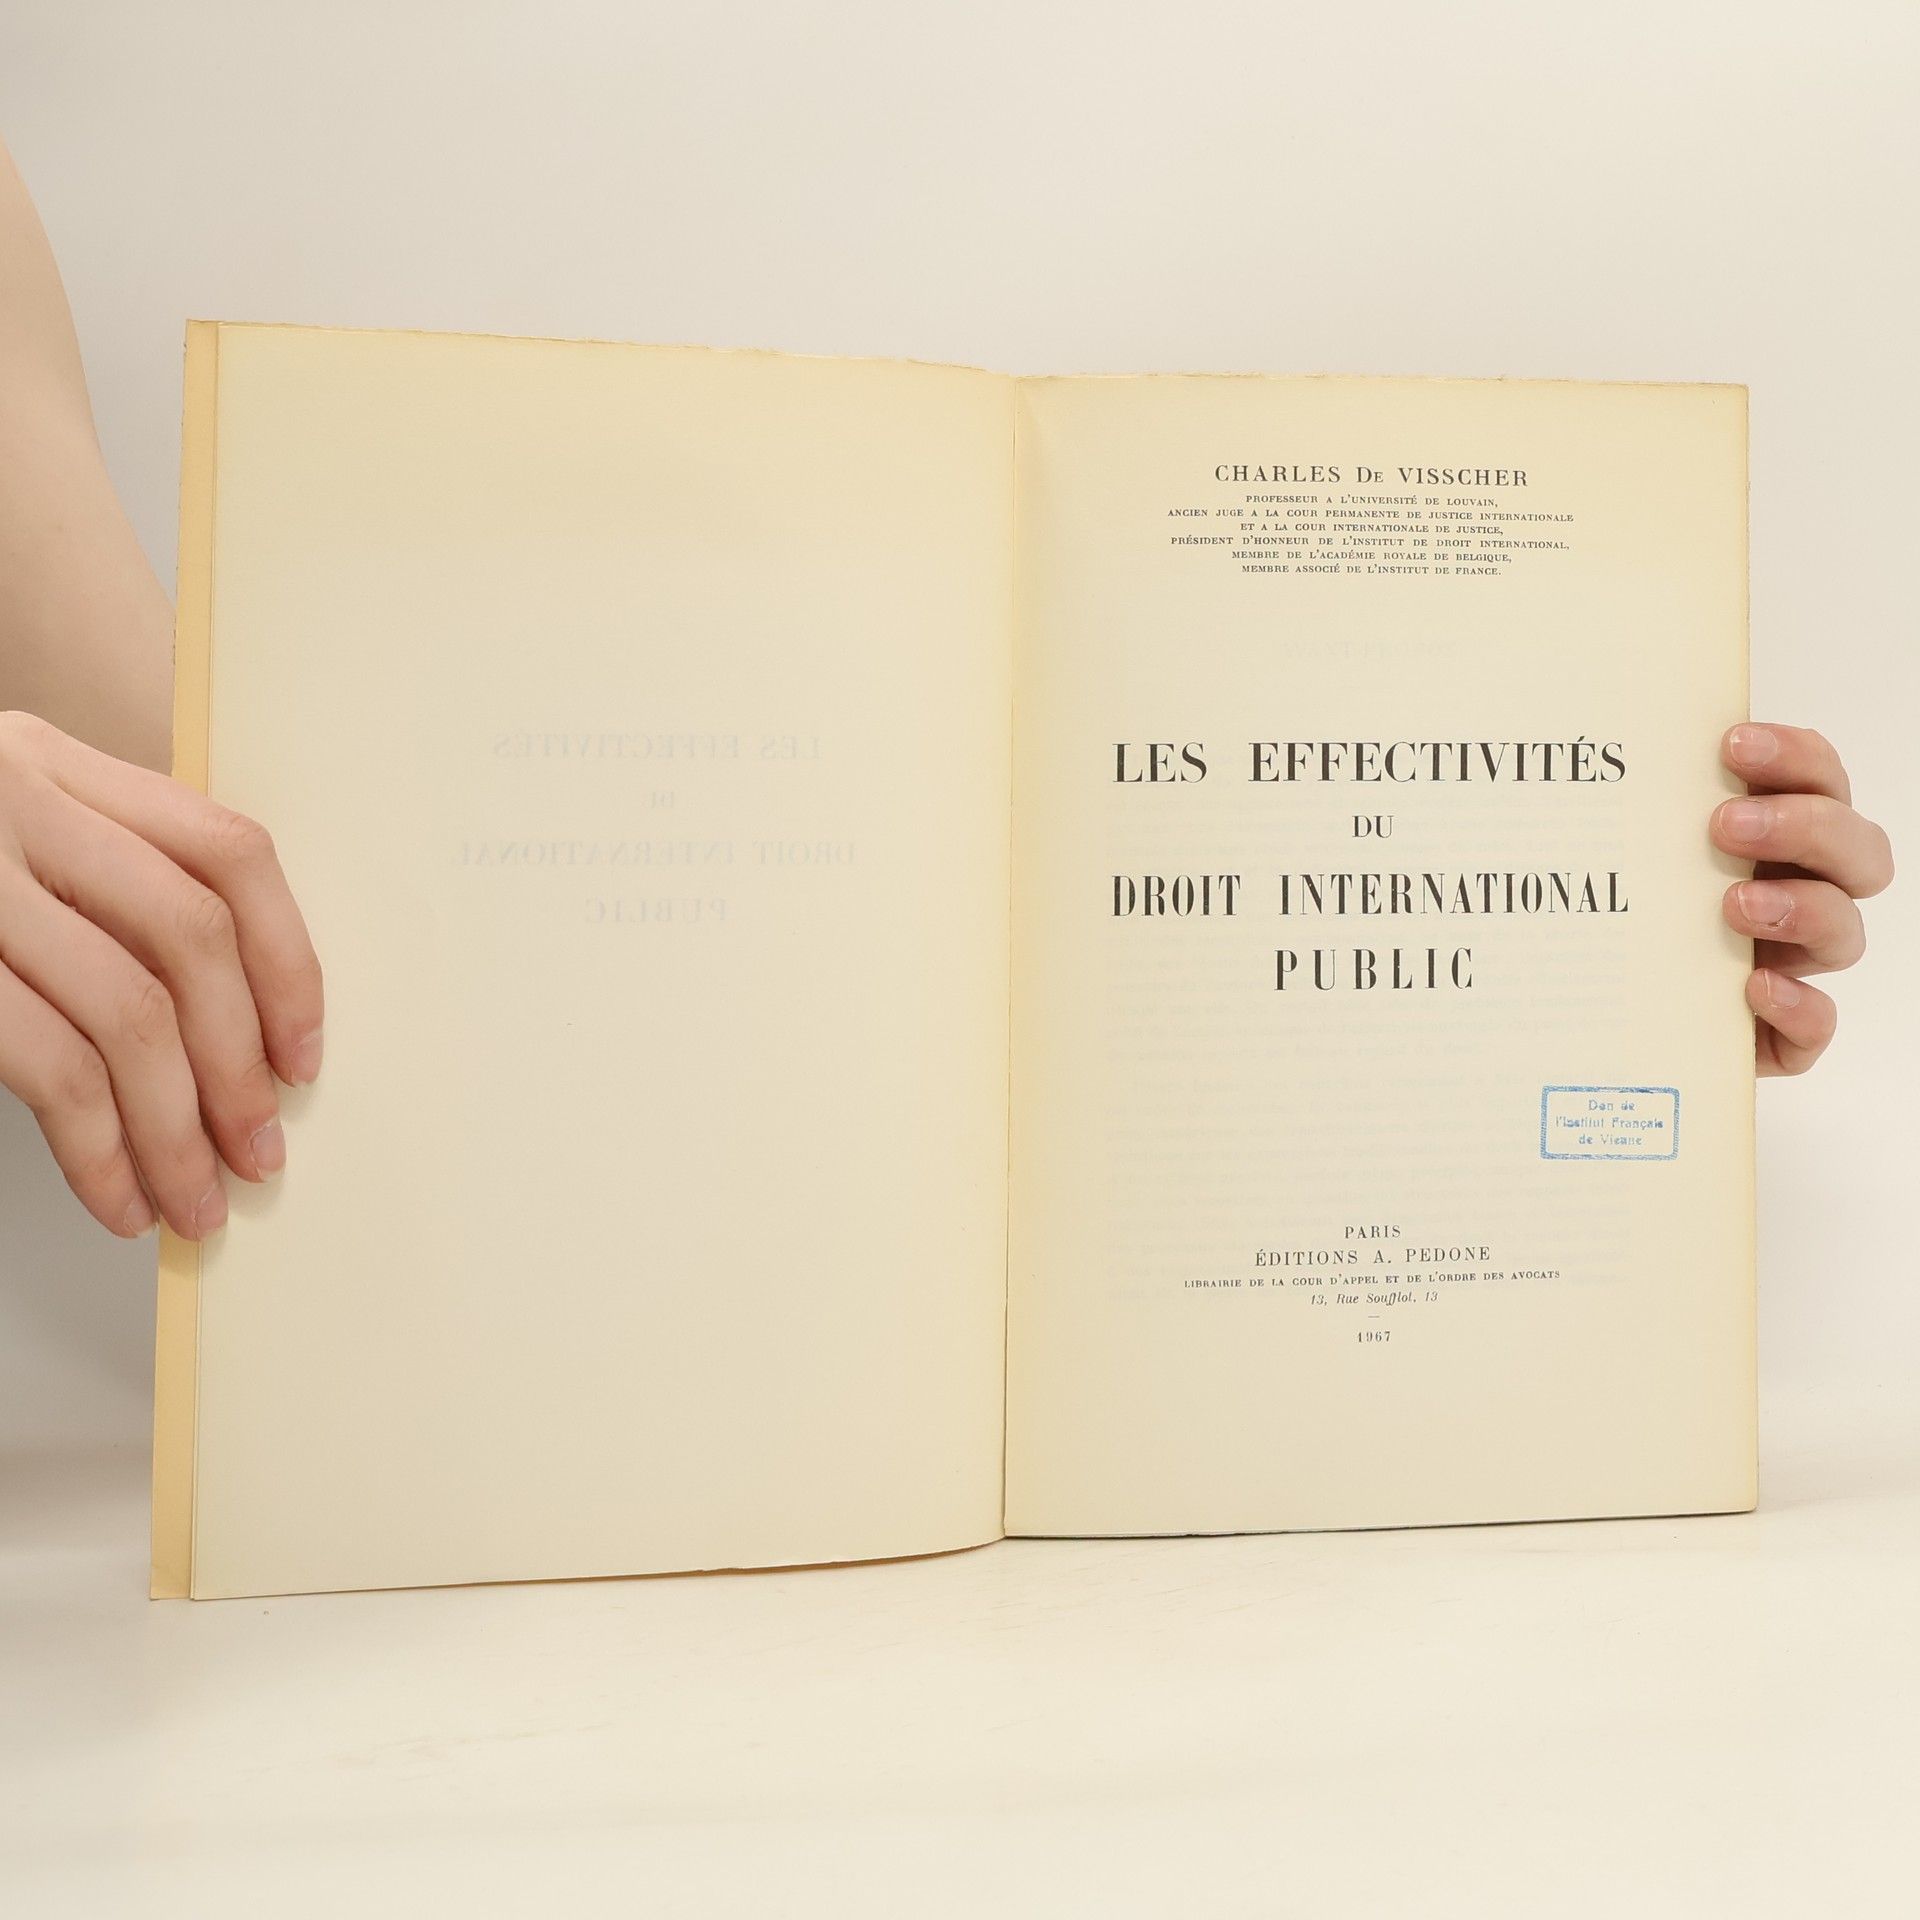 CHARLES DE VISSCHER
PROFESSEUR A L'UNIVERSITÉ DE LOUVAIN,
ANCIEN JUGE A LA COUR PERMANENTE DE JUSTICE INTERNATIONALE
ET A LA COUR INTERNATIONALE DE JUSTICE,
PRÉSIDENT D'HONNEUR DE L'INSTITUT DE DROIT INTERNATIONAL,
MEMBRE DE L'ACADÉMIE ROYALE DE BELGIQUE,
MEMBRE ASSOCIÉ DE L'INSTITUT DE FRANCE.
LES EFFECTIVITÉS
DU
DROIT INTERNATIONAL
PUBLIC
Don de
l'Institut Français
de Vienne
PARIS
ÉDITIONS A. PEDONE
LIBRAIRIE DE LA COUR D'APPEL ET DE L'ORDRE DES AVOCATS
13, Rue Soufflot, 13
1967